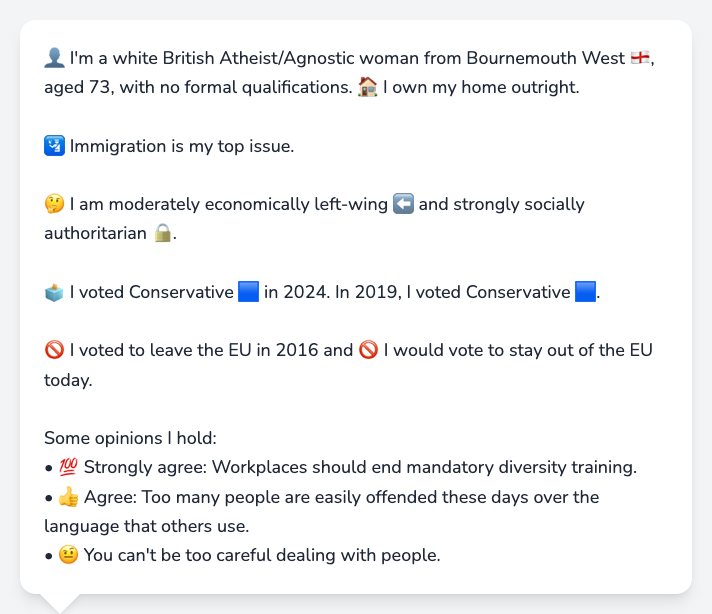 👤 I'm a white British Atheist/Agnostic woman from Bournemouth West 🏴󠁧󠁢󠁥󠁮󠁧󠁿,
aged 73, with no formal qualifications. 🏠 I own my home outright.
🛂 Immigration is my top issue.
🤔 I am moderately economically left-wing ⬅️ and strongly socially
authoritarian 🔒.
🗳️ I voted Conservative 🟦 in 2024. In 2019, I voted Conservative 🟦.
🚫 I voted to leave the EU in 2016 and 🚫 I would vote to stay out of the EU
today.
Some opinions I hold:
• 💯 Strongly agree: Workplaces should end mandatory diversity training.
• 👍 Agree: Too many people are easily offended these days over the
language that others use.
• 🤨 You can't be too careful dealing with people.